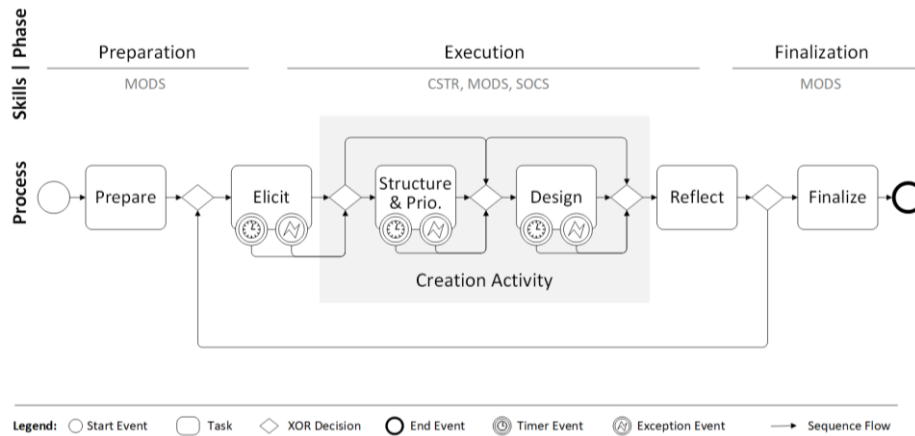 Skills | Phase
Preparation
Execution
Finalization
MODS
CSTR, MODS, SOCS
MODS
Process
Prepare
Elicit
Structure
& Prio.
Design
Reflect
Finalize
Creation Activity
Legend:
Start Event
Task
XOR Decision
End Event
Timer Event
Exception Event
Sequence Flow